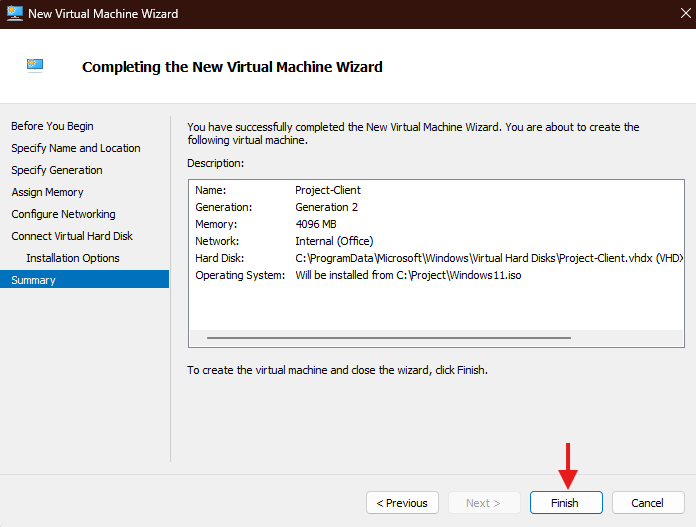 New Virtual Machine Wizard
Completing the New Virtual Machine Wizard
Before You Begin
Specify Name and Location
Specify Generation
Assign Memory
Configure Networking
Connect Virtual Hard Disk
Installation Options
Summary
You have successfully completed the New Virtual Machine Wizard. You are about to create the
following virtual machine.
Description:
Name: Project-Client
Generation: Generation 2
Memory: 4096 MB
Network: Internal (Office)
Hard Disk: C:\ProgramData\Microsoft\Windows\Virtual Hard Disks\Project-Client.vhdx (VHDX
Operating System: Will be installed from C:\Project\Windows11.iso
To create the virtual machine and close the wizard, click Finish.
< Previous
Next >
Finish
Cancel